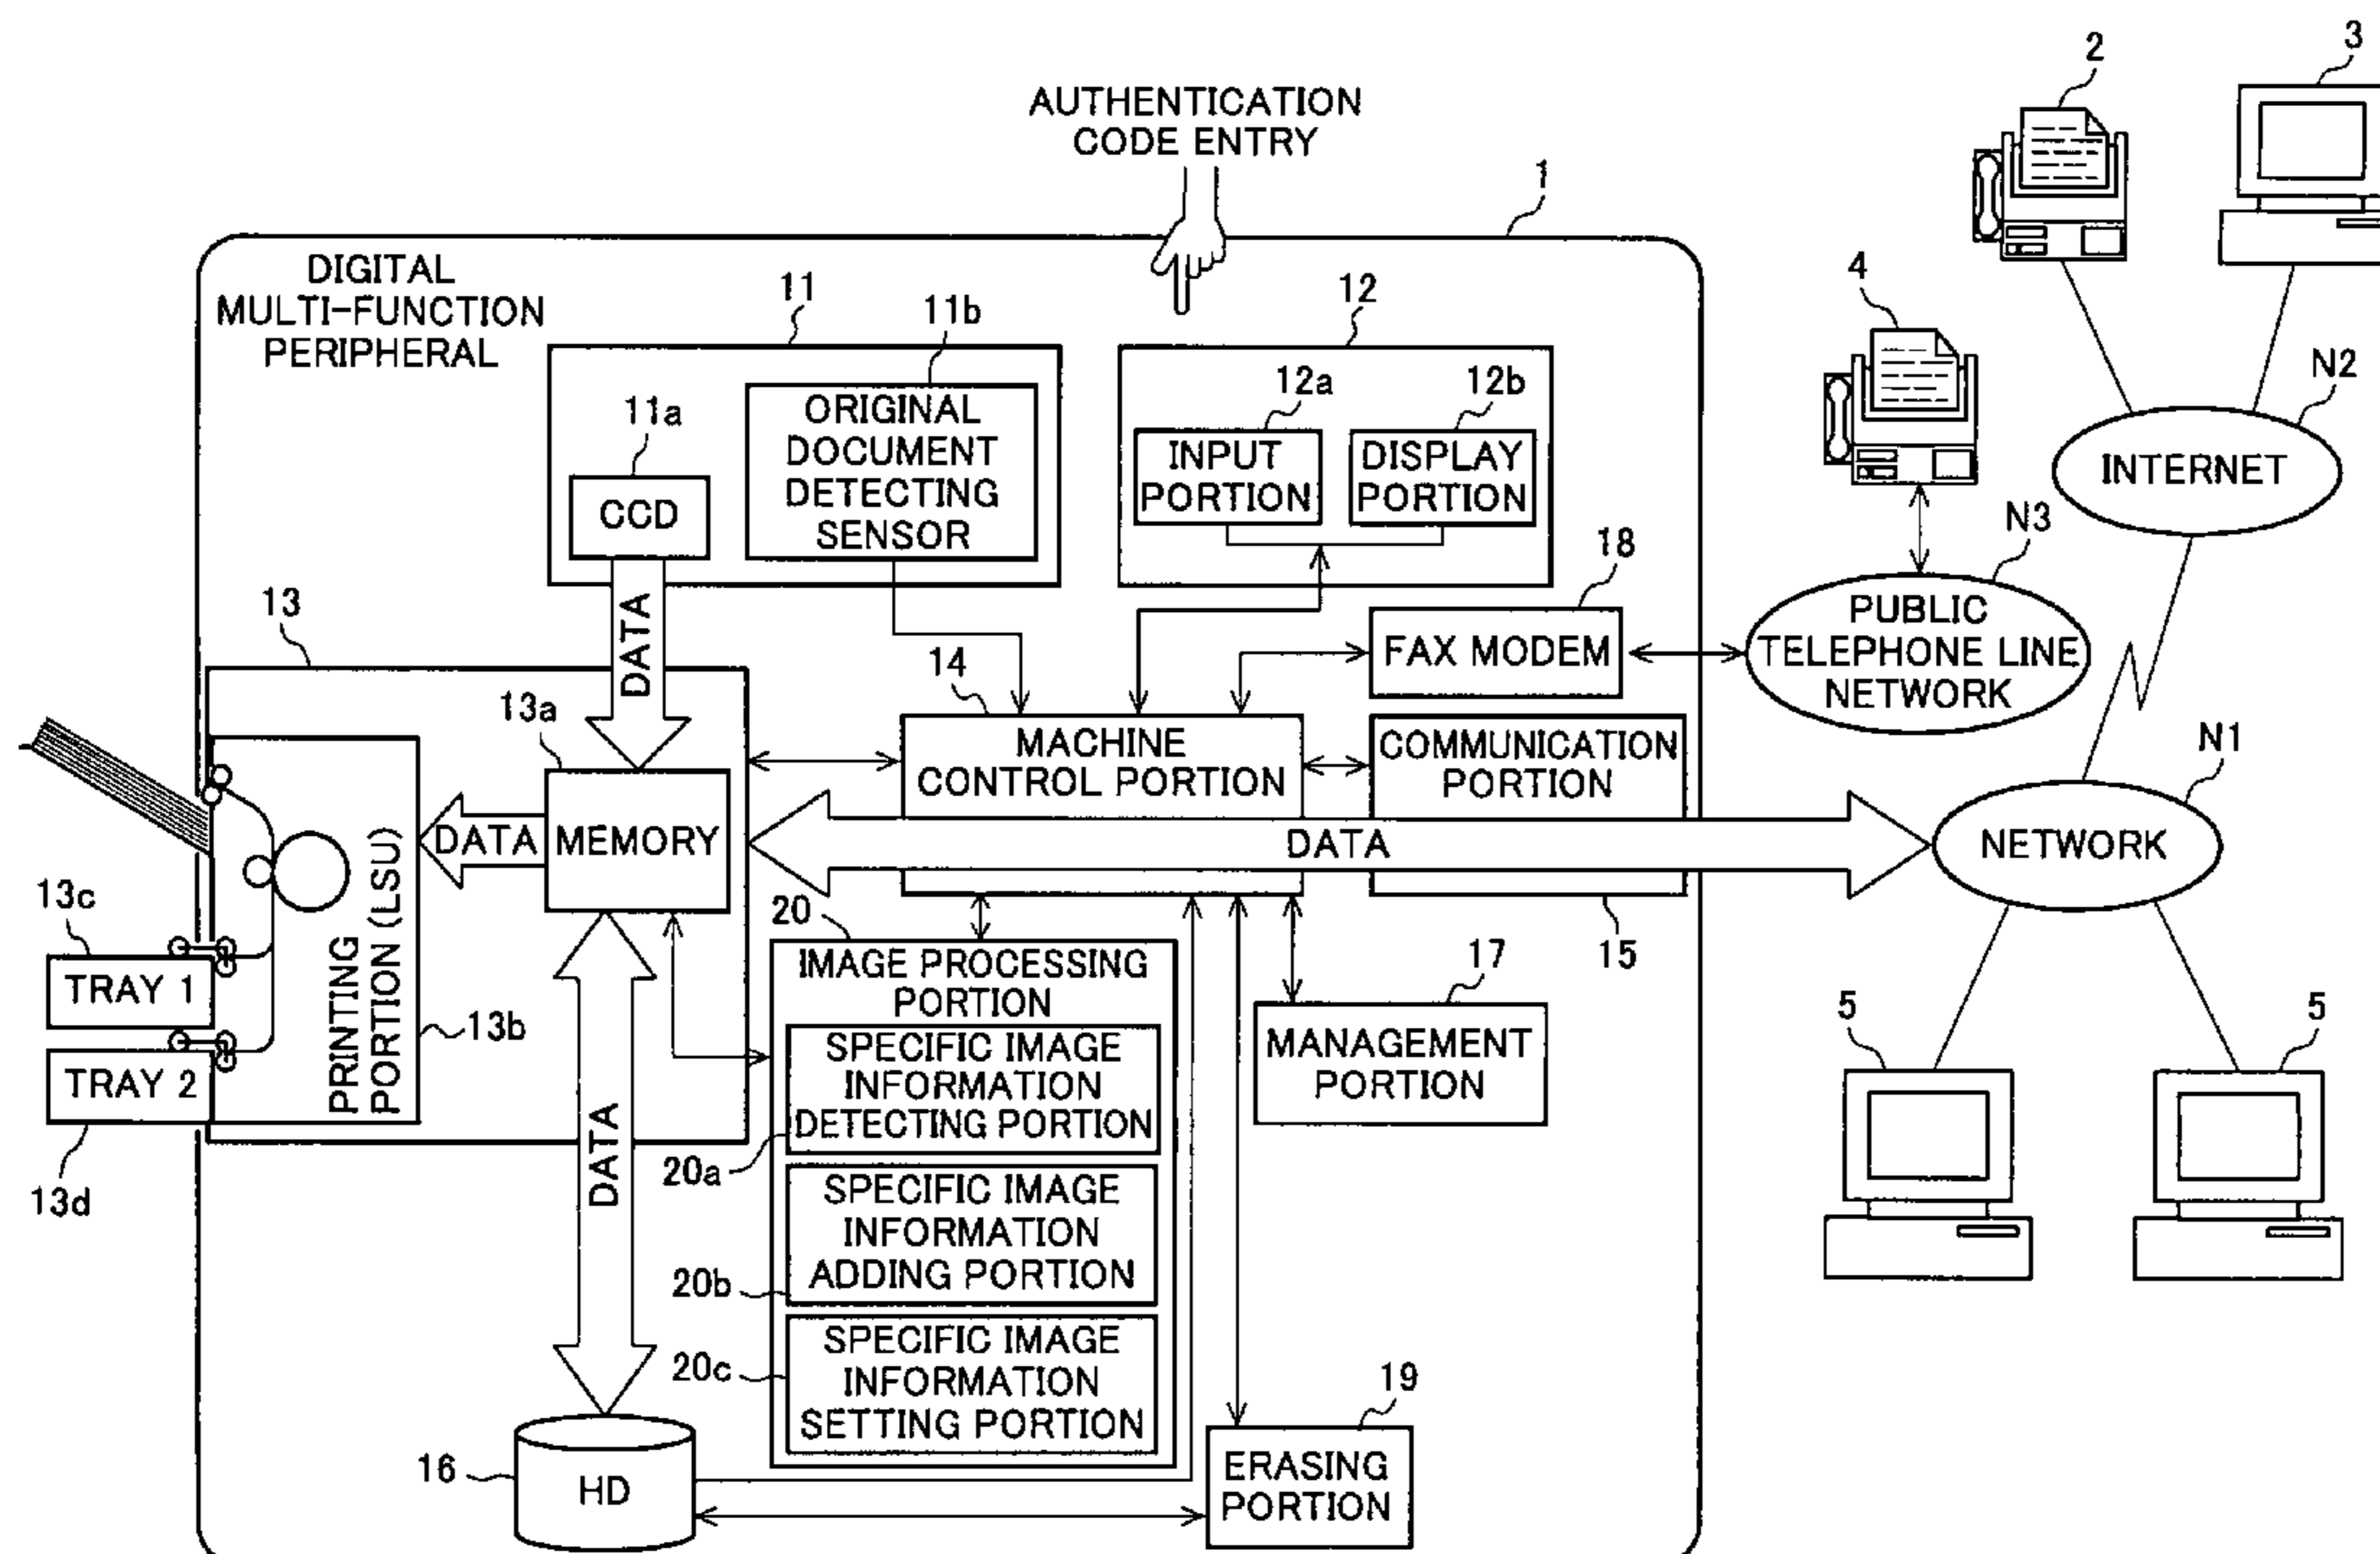 AUTHENTICATION
CODE ENTRY
1
2
3
4
DIGITAL
MULTI-FUNCTION
PERIPHERAL
11
11b
11a
CCD
ORIGINAL
DOCUMENT
DETECTING
SENSOR
12
12a
12b
INPUT
PORTION
DISPLAY
PORTION
N2
INTERNET
N3
PUBLIC
TELEPHONE LINE
NETWORK
18
FAX MODEM
13
DATA
14
MACHINE
CONTROL PORTION
COMMUNICATION
PORTION
15
13a
MEMORY
DATA
DATA
N1
NETWORK
PRINTING
PORTION (LSU)
13b
13c
TRAY 1
TRAY 2
13d
DATA
20
IMAGE PROCESSING
PORTION
SPECIFIC IMAGE
INFORMATION
DETECTING PORTION
20a
SPECIFIC IMAGE
INFORMATION
ADDING PORTION
20b
SPECIFIC IMAGE
INFORMATION
SETTING PORTION
20c
17
MANAGEMENT
PORTION
5
5
16
HD
19
ERASING
PORTION